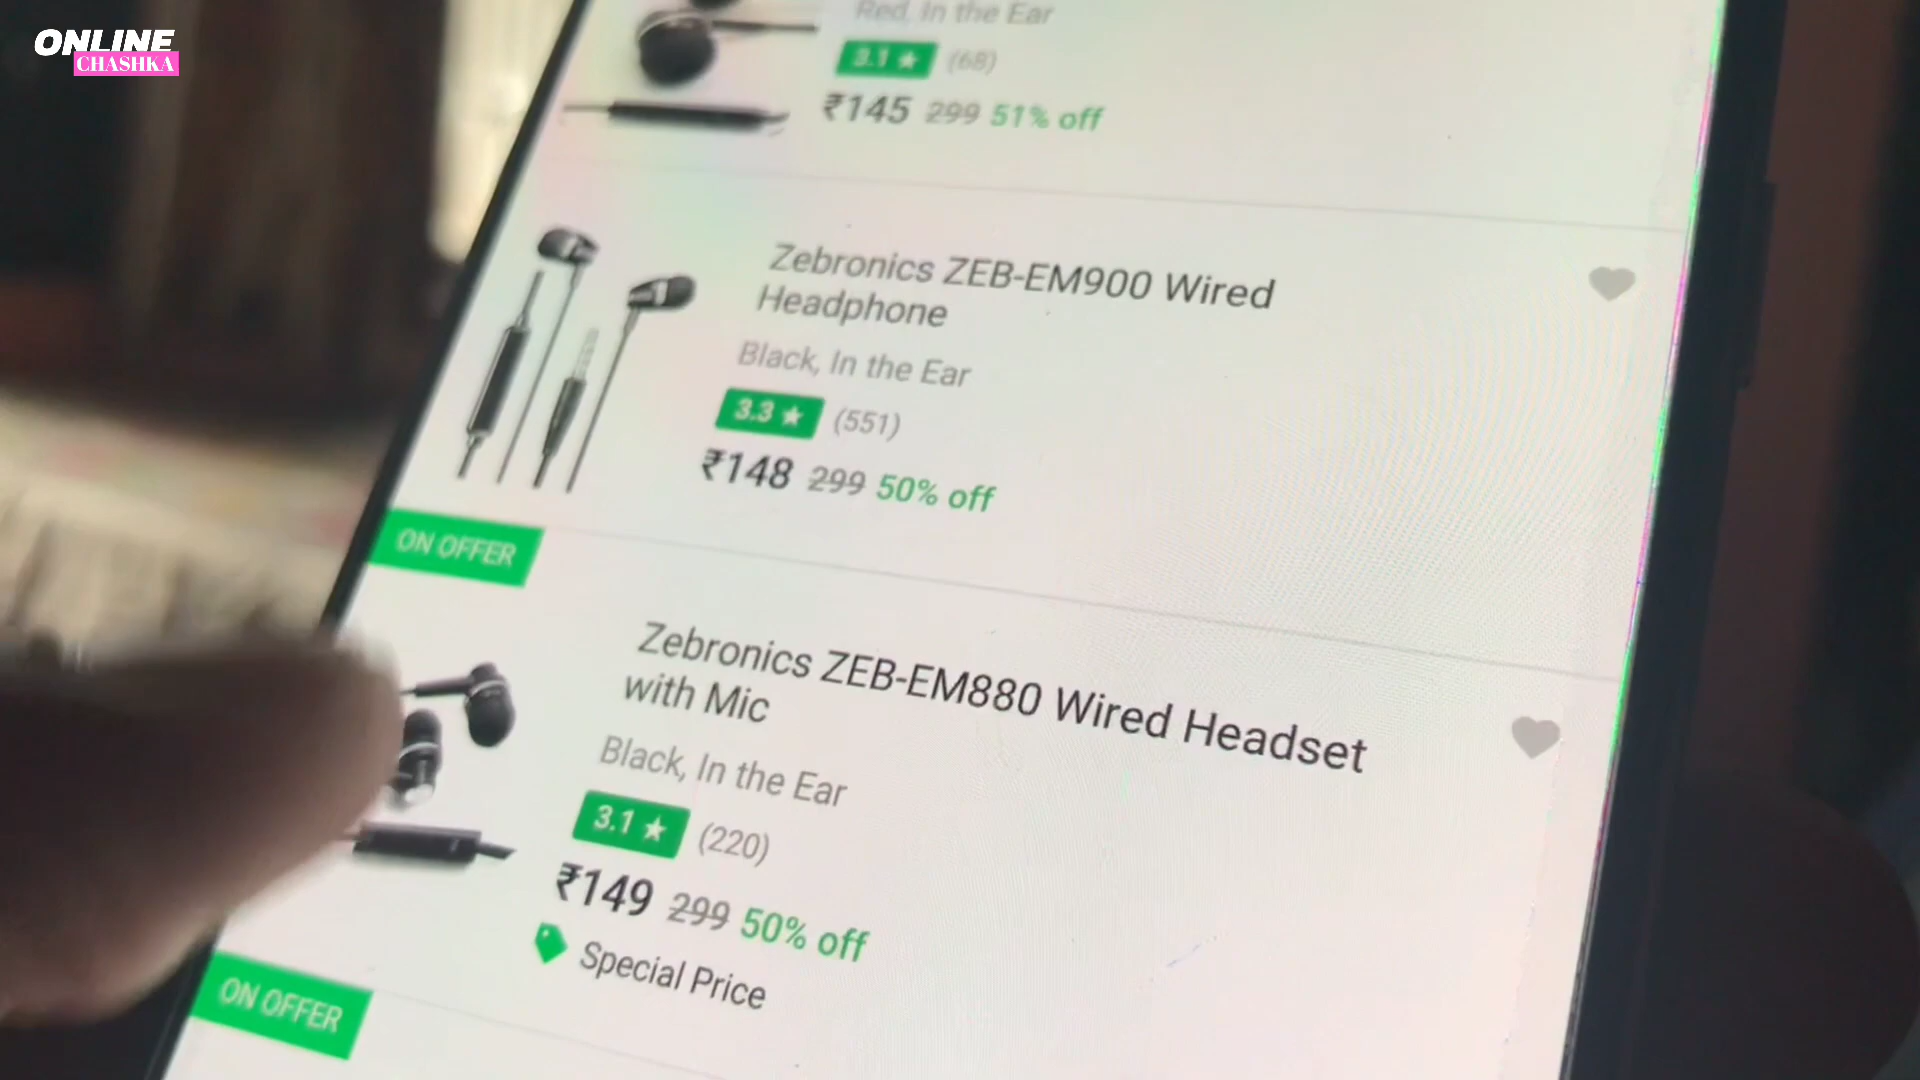 ONLINE
CHASHKA
Red, In the Ear
3.1 ★ (68)
₹145 299 51% off
Zebronics ZEB-EM900 Wired
Headphone
Black, In the Ear
3.3 ★ (551)
₹148 299 50% off
ON OFFER
Zebronics ZEB-EM880 Wired Headset
with Mic
Black, In the Ear
3.1 ★ (220)
₹149 299 50% off
Special Price
ON OFFER